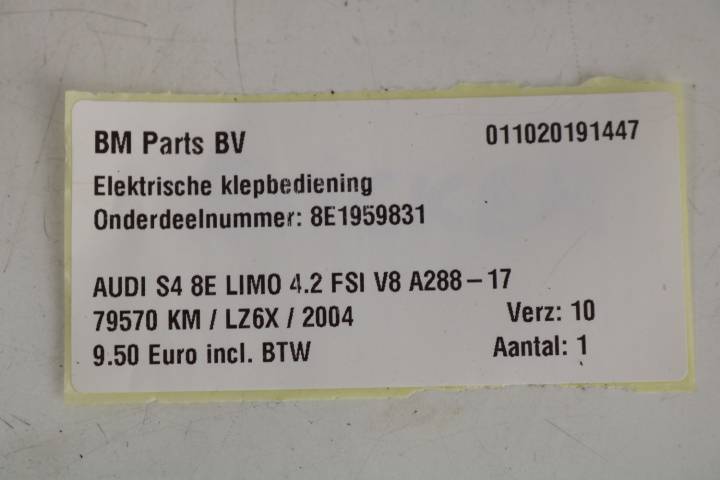 BM Parts BV 011020191447
Elektrische klepbediening
Onderdeelnummer: 8E1959831
AUDI S4 8E LIMO 4.2 FSI V8 A288-17
79570 KM / LZ6X / 2004 Verz: 10
9.50 Euro incl. BTW Aantal: 1